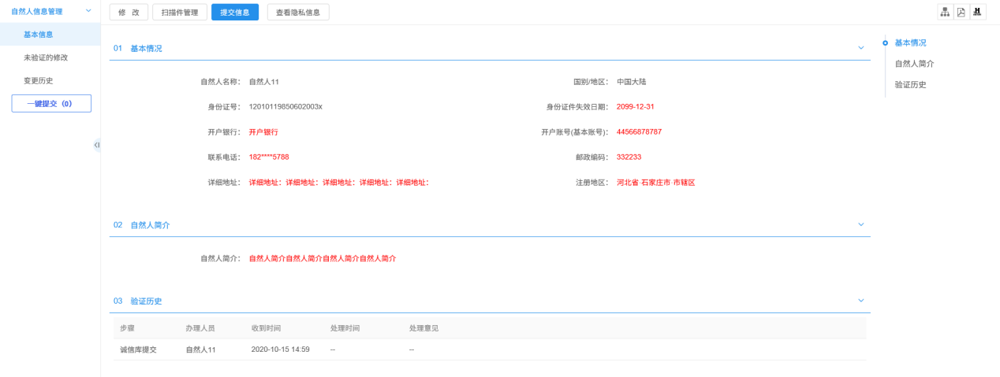 自然人信息管理
修 改 扫描件管理 提交信息 查看隐私信息
基本信息
未验证的修改
变更历史
一键提交（0）
01 基本情况
自然人名称： 自然人11 国别/地区： 中国大陆
身份证号： 12010119850602003x 身份证件失效日期： 2099-12-31
开户银行： 开户银行 开户账号(基本账号)： 44566878787
联系电话： 182****5788 邮政编码： 332233
详细地址： 详细地址：详细地址：详细地址：详细地址：详细地址： 注册地区： 河北省·石家庄市·市辖区
02 自然人简介
自然人简介： 自然人简介自然人简介自然人简介自然人简介
03 验证历史
步骤 办理人员 收到时间 处理时间 处理意见
诚信库提交 自然人11 2020-10-15 14:59 -- --
基本情况
自然人简介
验证历史